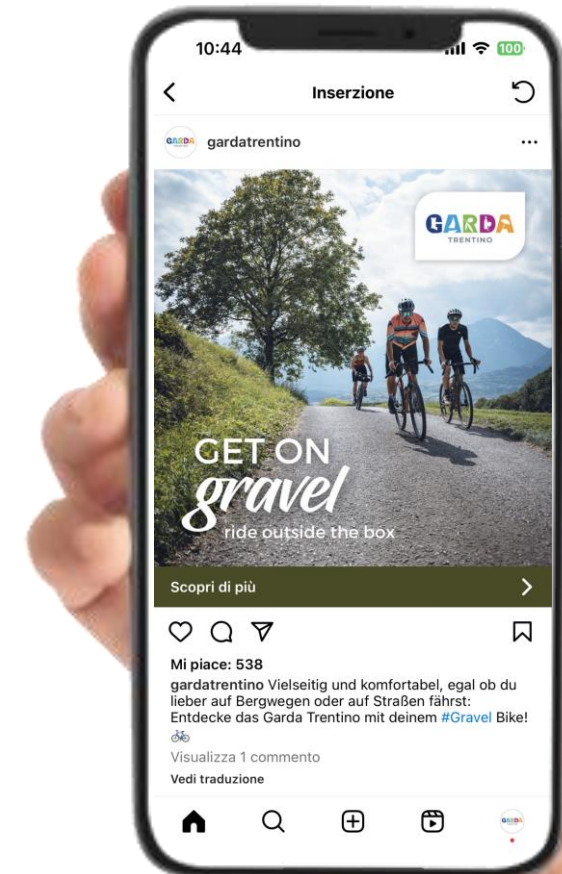 10:44
100
Inserzione
GARDA
gardatrentino
GARDA
TRENTINO
GET ON
gravel
ride outside the box
Scopri di più
Mi piace: 538
gardatrentino Vielseitig und komfortabel, egal ob du
lieber auf Bergwegen oder auf Straßen fährst:
Entdecke das Garda Trentino mit deinem #Gravel Bike!
Visualizza 1 commento
Vedi traduzione
GARDA